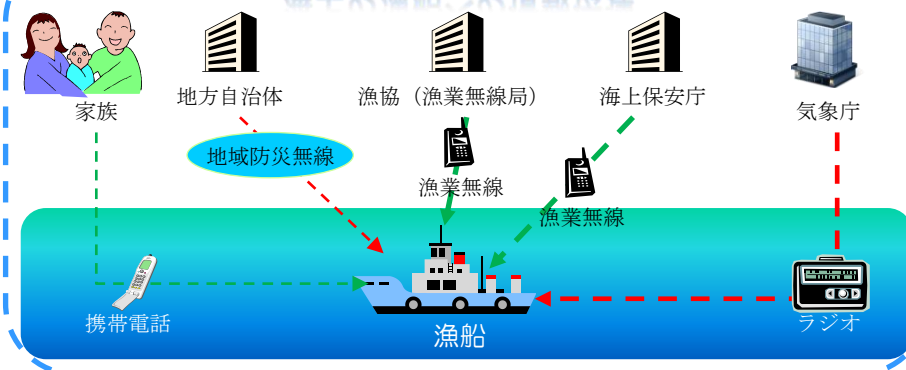 家族
地方自治体
漁協（漁業無線局）
海上保安庁
気象庁
地域防災無線
漁業無線
漁業無線
携帯電話
漁船
ラジオ